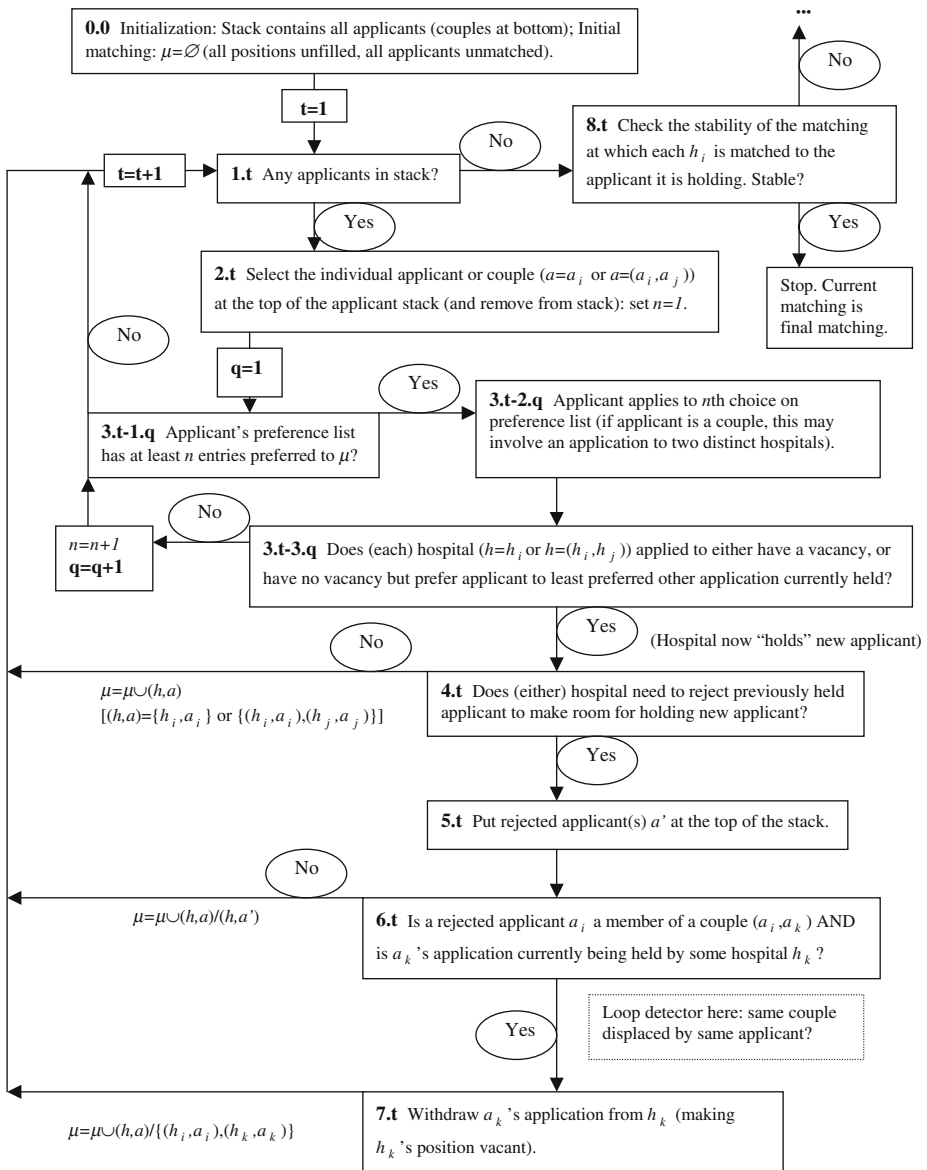 0.0 Initialization: Stack contains all applicants (couples at bottom); Initial
matching: μ=∅ (all positions unfilled, all applicants unmatched).
...
No
t=1
8.t Check the stability of the matching
at which each h_i is matched to the
applicant it is holding. Stable?
No
t=t+1
1.t Any applicants in stack?
Yes
Yes
2.t Select the individual applicant or couple (a=a_i or a=(a_i,a_j))
at the top of the applicant stack (and remove from stack): set n=1.
Stop. Current
matching is
final matching.
No
q=1
Yes
3.t-1.q Applicant's preference list
has at least n entries preferred to μ?
3.t-2.q Applicant applies to nth choice on
preference list (if applicant is a couple, this may
involve an application to two distinct hospitals).
No
n=n+1
q=q+1
3.t-3.q Does (each) hospital (h=h_i or h=(h_i,h_j)) applied to either have a vacancy, or
have no vacancy but prefer applicant to least preferred other application currently held?
Yes
(Hospital now "holds" new applicant)
No
μ=μ∪(h,a)
[(h,a)={h_i,a_i} or {(h_i,a_i),(h_j,a_j)}]
4.t Does (either) hospital need to reject previously held
applicant to make room for holding new applicant?
Yes
5.t Put rejected applicant(s) a' at the top of the stack.
No
μ=μ∪(h,a)/(h,a')
6.t Is a rejected applicant a_i a member of a couple (a_i,a_k) AND
is a_k's application currently being held by some hospital h_k?
Yes
Loop detector here: same couple
displaced by same applicant?
μ=μ∪(h,a)/{(h_i,a_i),(h_k,a_k)}
7.t Withdraw a_k's application from h_k (making
h_k's position vacant).